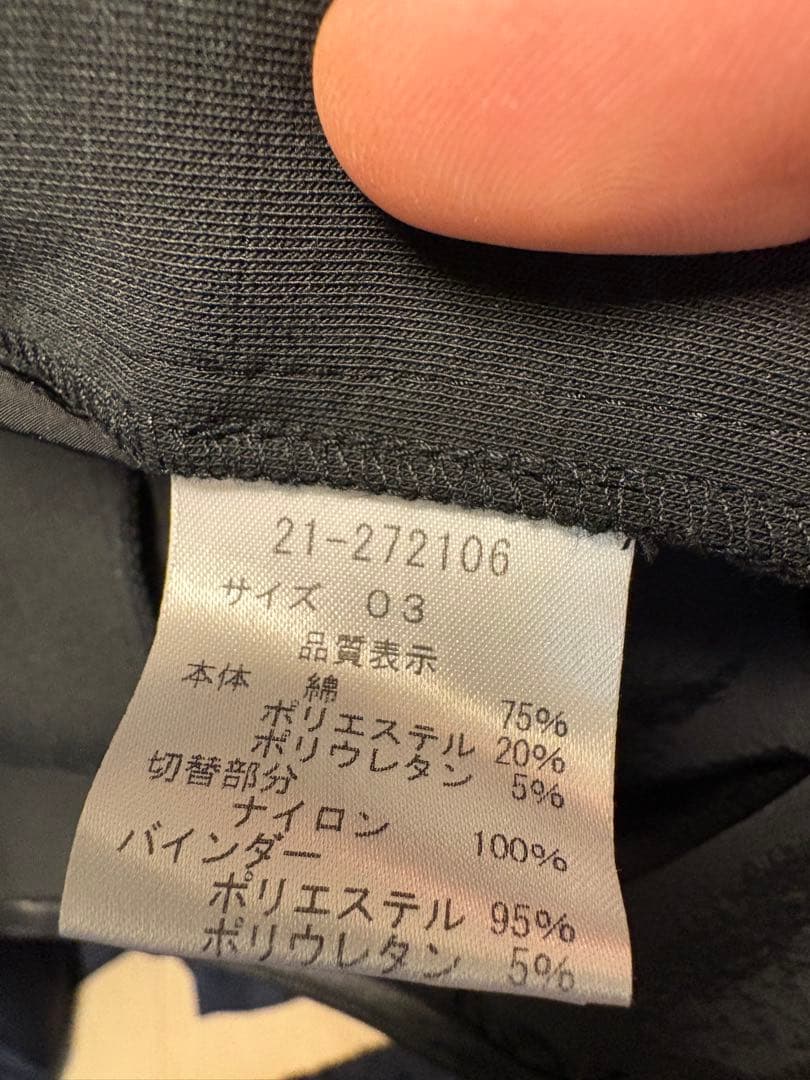 21-272106
サイズ 03
品質表示
本体 綿 75%
ポリエステル 20%
ポリウレタン 5%
切替部分
ナイロン 100%
バインダー
ポリエステル 95%
ポリウレタン 5%